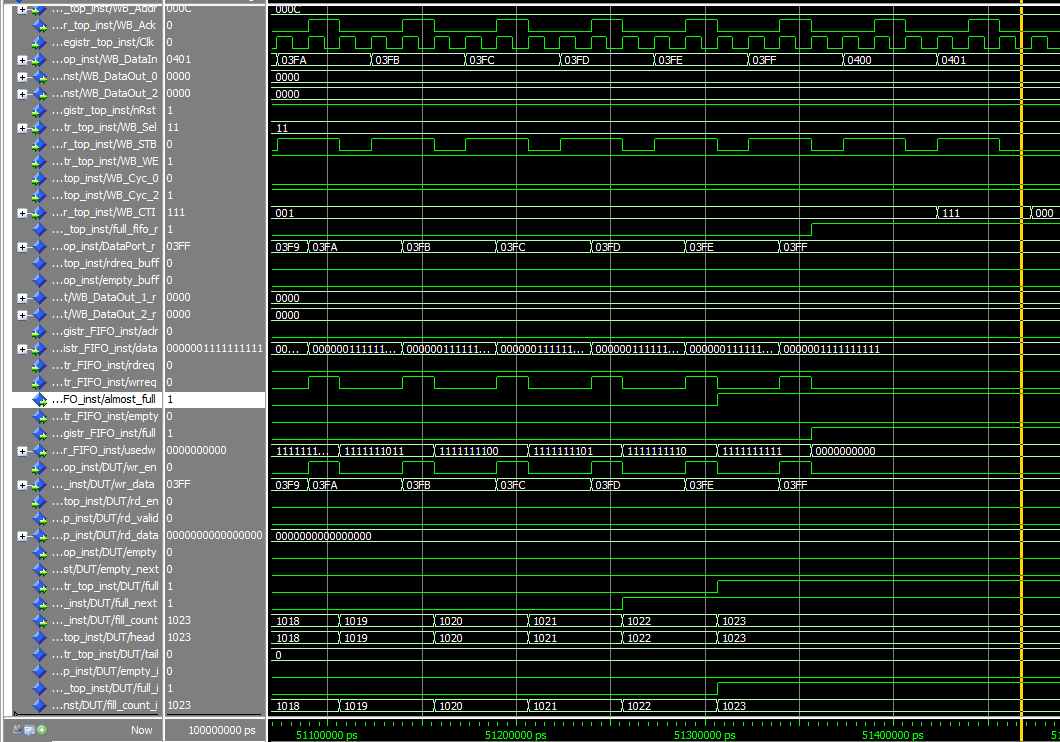 ..._top_inst/WB_Addr 000C 000C
...r_top_inst/WB_Ack 0
...egistr_top_inst/Clk 0
...op_inst/WB_DataIn 0401 03FA 03FB 03FC 03FD 03FE 03FF 0400 0401
...nst/WB_DataOut_0 0000 0000
...nst/WB_DataOut_2 0000 0000
...gistr_top_inst/nRst 1
...tr_top_inst/WB_Sel 11 11
...r_top_inst/WB_STB 0
...tr_top_inst/WB_WE 1
...top_inst/WB_Cyc_0 0
...top_inst/WB_Cyc_2 1
...r_top_inst/WB_CTI 111 001 111 000
..._top_inst/full_fifo_r 1
...op_inst/DataPort_r 03FF 03F9 03FA 03FB 03FC 03FD 03FE 03FF
...top_inst/rdreq_buff 0
...op_inst/empty_buff 0
...t/WB_DataOut_1_r 0000 0000
...t/WB_DataOut_2_r 0000 0000
...gistr_FIFO_inst/aclr 0
...istr_FIFO_inst/data 0000001111111111 00... 000000111111... 000000111111... 000000111111... 000000111111... 000000111111... 0000001111111111
...tr_FIFO_inst/rdreq 0
...tr_FIFO_inst/wrreq 0
...FO_inst/almost_full 1
...tr_FIFO_inst/empty 0
...gistr_FIFO_inst/full 1
...r_FIFO_inst/usedw 0000000000 1111111... 1111111011 1111111100 1111111101 1111111110 1111111111 0000000000
...op_inst/DUT/wr_en 0
..._inst/DUT/wr_data 03FF 03F9 03FA 03FB 03FC 03FD 03FE 03FF
...top_inst/DUT/rd_en 0
...p_inst/DUT/rd_valid 0
...p_inst/DUT/rd_data 0000000000000000 0000000000000000
...op_inst/DUT/empty 0
...st/DUT/empty_next 0
...tr_top_inst/DUT/full 1
..._inst/DUT/full_next 1
..._inst/DUT/fill_count 1023 1018 1019 1020 1021 1022 1023
...top_inst/DUT/head 1023 1018 1019 1020 1021 1022 1023
...tr_top_inst/DUT/tail 0 0
...p_inst/DUT/empty_i 0
..._top_inst/DUT/full_i 1
...nst/DUT/fill_count_i 1023 1018 1019 1020 1021 1022 1023
Now 100000000 ps 51100000 ps 51200000 ps 51300000 ps 51400000 ps